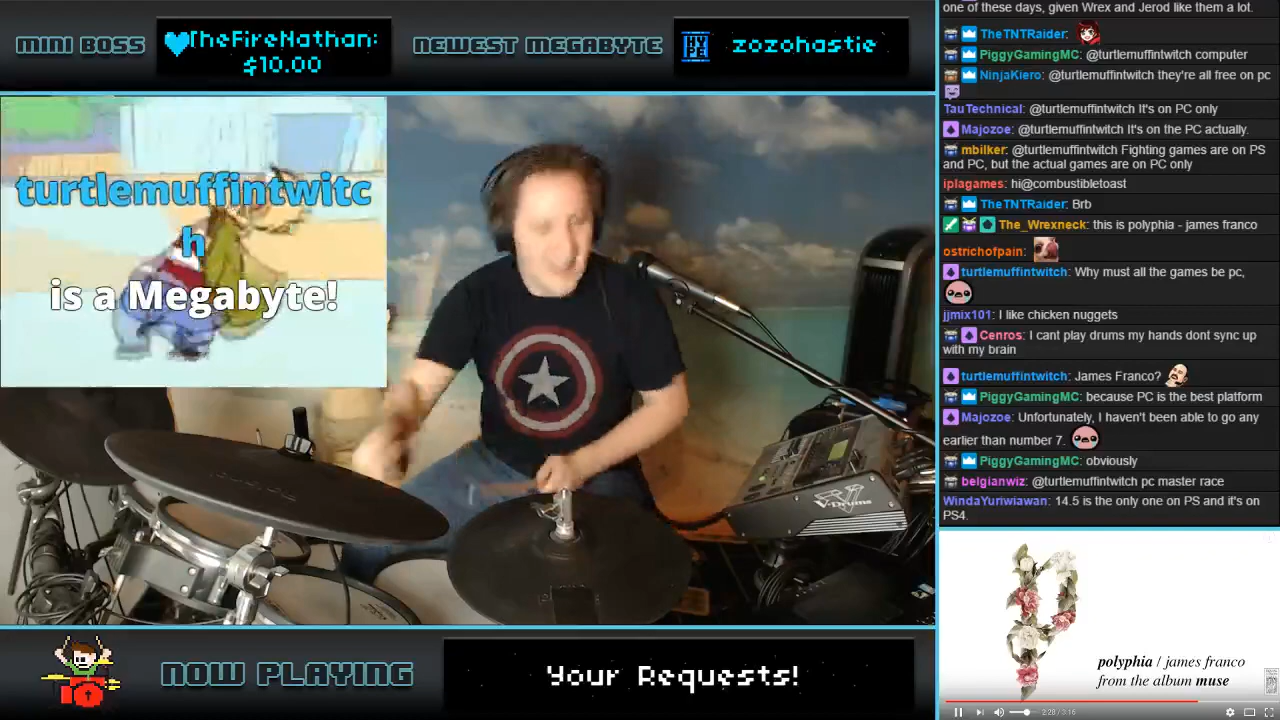 MINI BOSS
TheFireNathan:
$10.00
NEWEST MEGABYTE
HYPE
zozohastie
turtlemuffintwitc
h
is a Megabyte!
V-Drums
one of these days, given Wrex and Jerod like them a lot.
TheTNTRaider:
PiggyGamingMC: @turtlemuffintwitch computer
NinjaKiero: @turtlemuffintwitch they're all free on pc
TauTechnical: @turtlemuffintwitch It's on PC only
Majozoe: @turtlemuffintwitch It's on the PC actually.
mbilker: @turtlemuffintwitch Fighting games are on PS
and PC, but the actual games are on PC only
iplagames: hi@combustibletoast
TheTNTRaider: Brb
The_Wrexneck: this is polyphia - james franco
ostrichofpain:
turtlemuffintwitch: Why must all the games be pc,
jjmix101: I like chicken nuggets
Cenros: I cant play drums my hands dont sync up
with my brain
turtlemuffintwitch: James Franco?
PiggyGamingMC: because PC is the best platform
Majozoe: Unfortunately, I haven't been able to go any
earlier than number 7.
PiggyGamingMC: obviously
belgianwiz: @turtlemuffintwitch pc master race
WindaYuriwiawan: 14.5 is the only one on PS and it's on
PS4.
polyphia / james franco
from the album muse
2:28 / 3:16
NOW PLAYING
Your Requests!